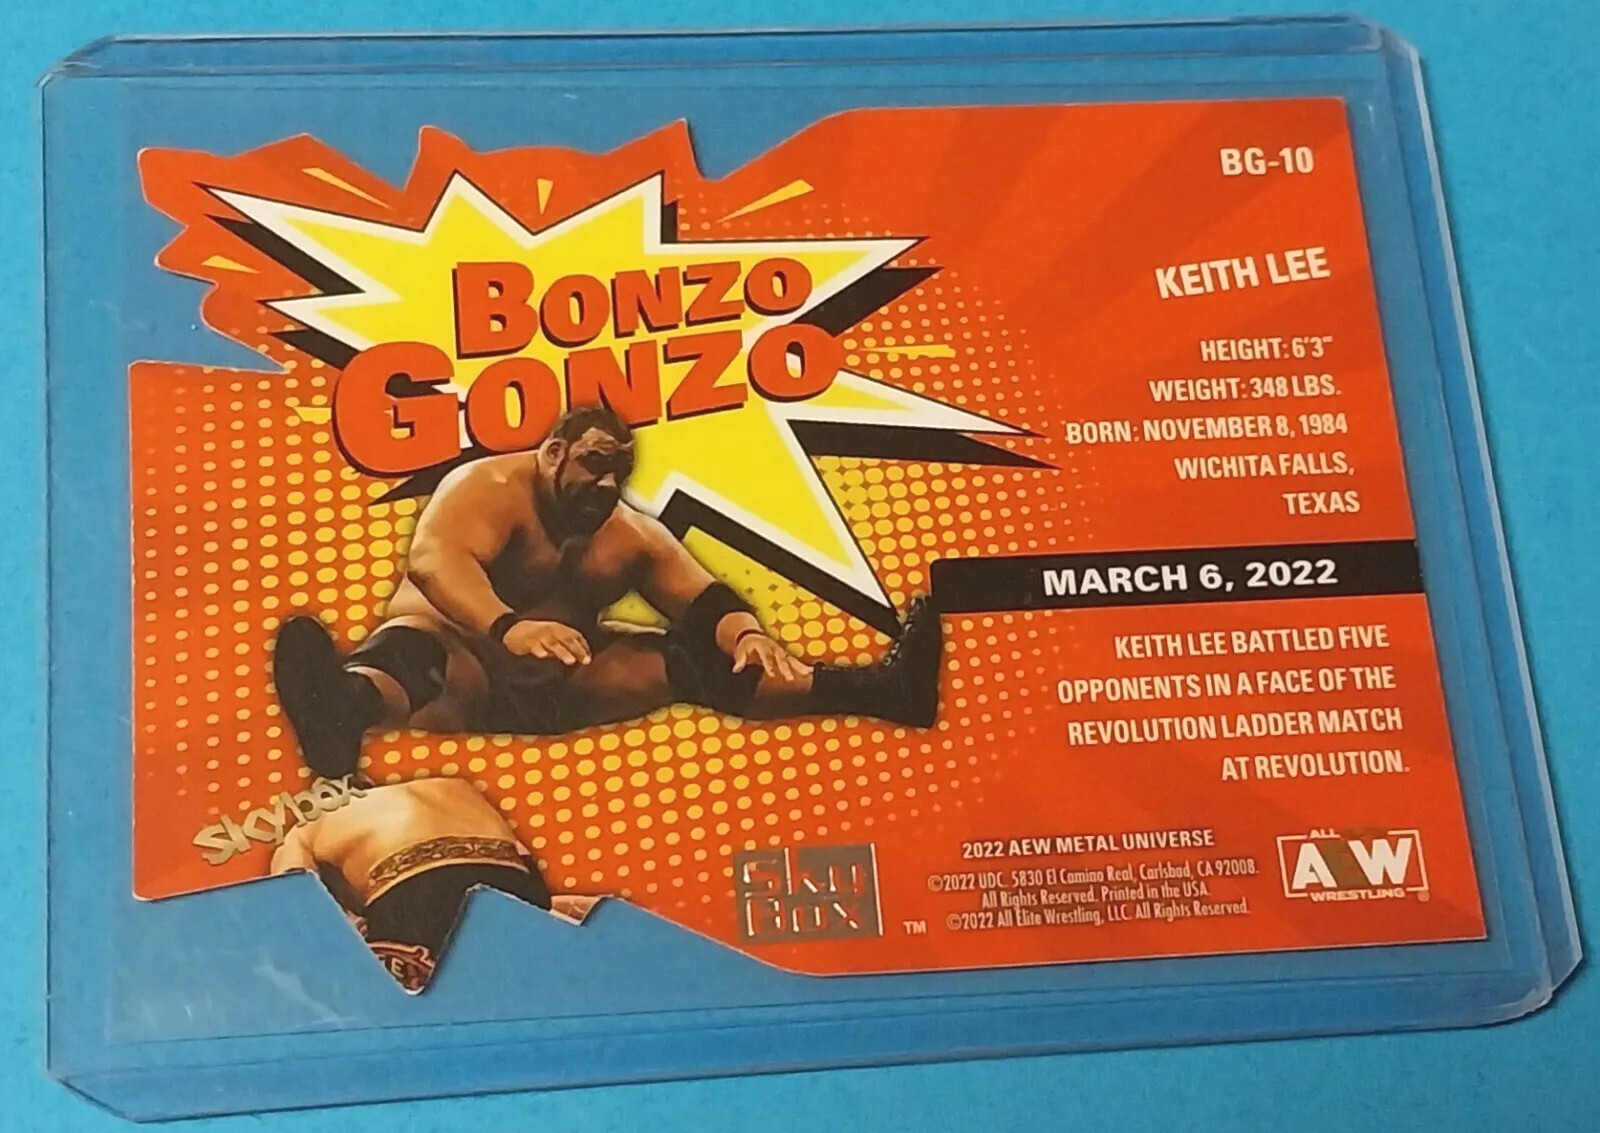 BG-10
BONZO
GONZO
KEITH LEE
HEIGHT: 6'3"
WEIGHT: 348 LBS.
BORN: NOVEMBER 8, 1984
WICHITA FALLS,
TEXAS
MARCH 6, 2022
KEITH LEE BATTLED FIVE
OPPONENTS IN A FACE OF THE
REVOLUTION LADDER MATCH
AT REVOLUTION.
Skybox
SkyBox ™
2022 AEW METAL UNIVERSE
©2022 UDC. 5830 El Camino Real, Carlsbad, CA 92008.
All Rights Reserved. Printed in the USA.
©2022 All Elite Wrestling, LLC. All Rights Reserved.
ALL
AEW
WRESTLING ®